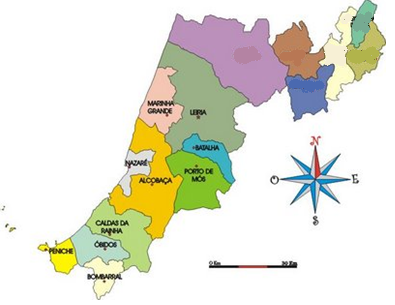 MARINHA
GRANDE
LEIRIA
BATALHA
NAZARÉ
PORTO DE
MÓS
ALCOBAÇA
N
O
E
S
CALDAS DA
RAINHA
ÓBIDOS
PENICHE
BOMBARRAL
0 Km
30 Km